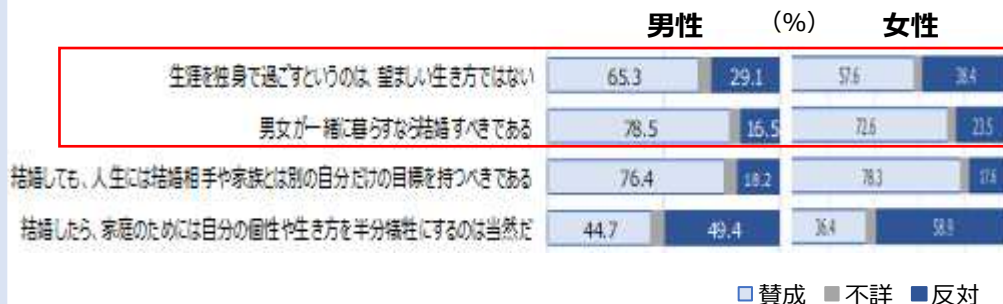 男性 （%） 女性
生涯を独身で過ごすというのは、望ましい生き方ではない 65.3 29.1 57.6 38.4
男女が一緒に暮らすなら結婚すべきである 78.5 16.5 72.6 23.5
結婚しても、人生には結婚相手や家族とは別の自分だけの目標を持つべきである 76.4 18.2 78.3 17.6
結婚したら、家庭のためには自分の個性や生き方を半分犠牲にするのは当然だ 44.7 49.4 36.4 58.9
賛成 不詳 反対